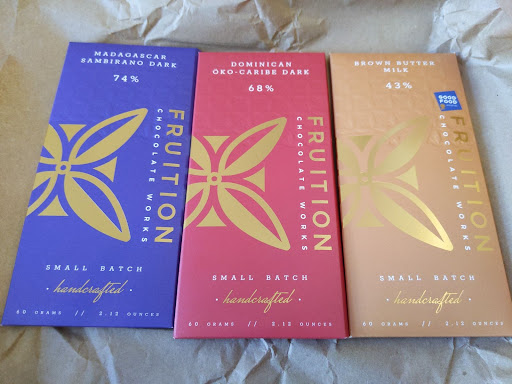 MADAGASCAR
SAMBIRANO DARK
74%
FRUITION
CHOCOLATE WORKS
SMALL BATCH
· handcrafted ·
60 GRAMS // 2.12 OUNCES
DOMINICAN
ÖKO-CARIBE DARK
68%
FRUITION
CHOCOLATE WORKS
SMALL BATCH
· handcrafted ·
60 GRAMS // 2.12 OUNCES
BROWN BUTTER
MILK
43%
GOOD
FOOD
FRUITION
CHOCOLATE WORKS
SMALL BATCH
· handcrafted ·
60 GRAMS // 2.12 OUNCES